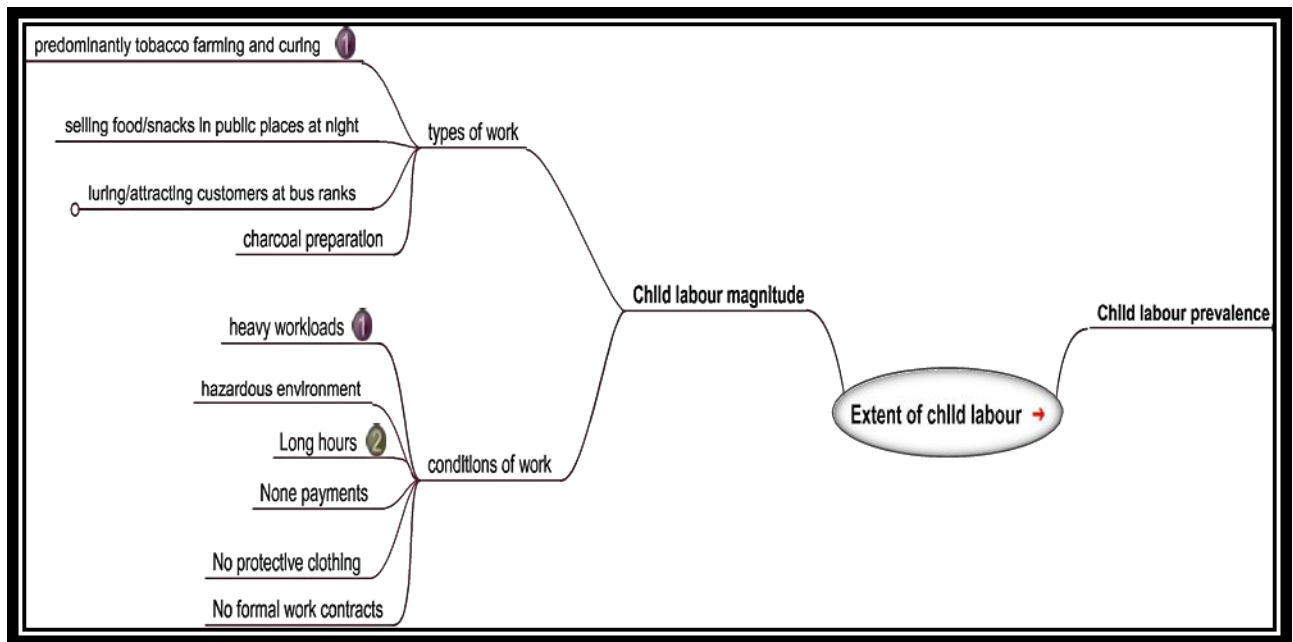 predominantly tobacco farming and curing 1
selling food/snacks in public places at night
luring/attracting customers at bus ranks
charcoal preparation
types of work
heavy workloads 1
hazardous environment
Long hours 2
None payments
No protective clothing
No formal work contracts
conditions of work
Child labour magnitude
Extent of child labour
Child labour prevalence